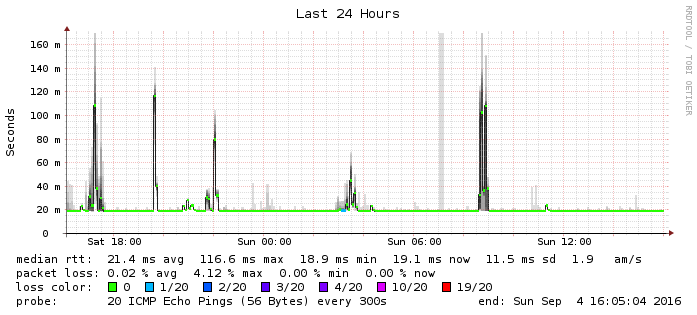 Last 24 Hours
RRDTOOL / TOBI OETIKER
Seconds
160 m
140 m
120 m
100 m
80 m
60 m
40 m
20 m
0
Sat 18:00 Sun 00:00 Sun 06:00 Sun 12:00
median rtt: 21.4 ms avg 116.6 ms max 18.9 ms min 19.1 ms now 11.5 ms sd 1.9 am/s
packet loss: 0.02 % avg 4.12 % max 0.00 % min 0.00 % now
loss color: 0 1/20 2/20 3/20 4/20 10/20 19/20
probe: 20 ICMP Echo Pings (56 Bytes) every 300s end: Sun Sep 4 16:05:04 2016